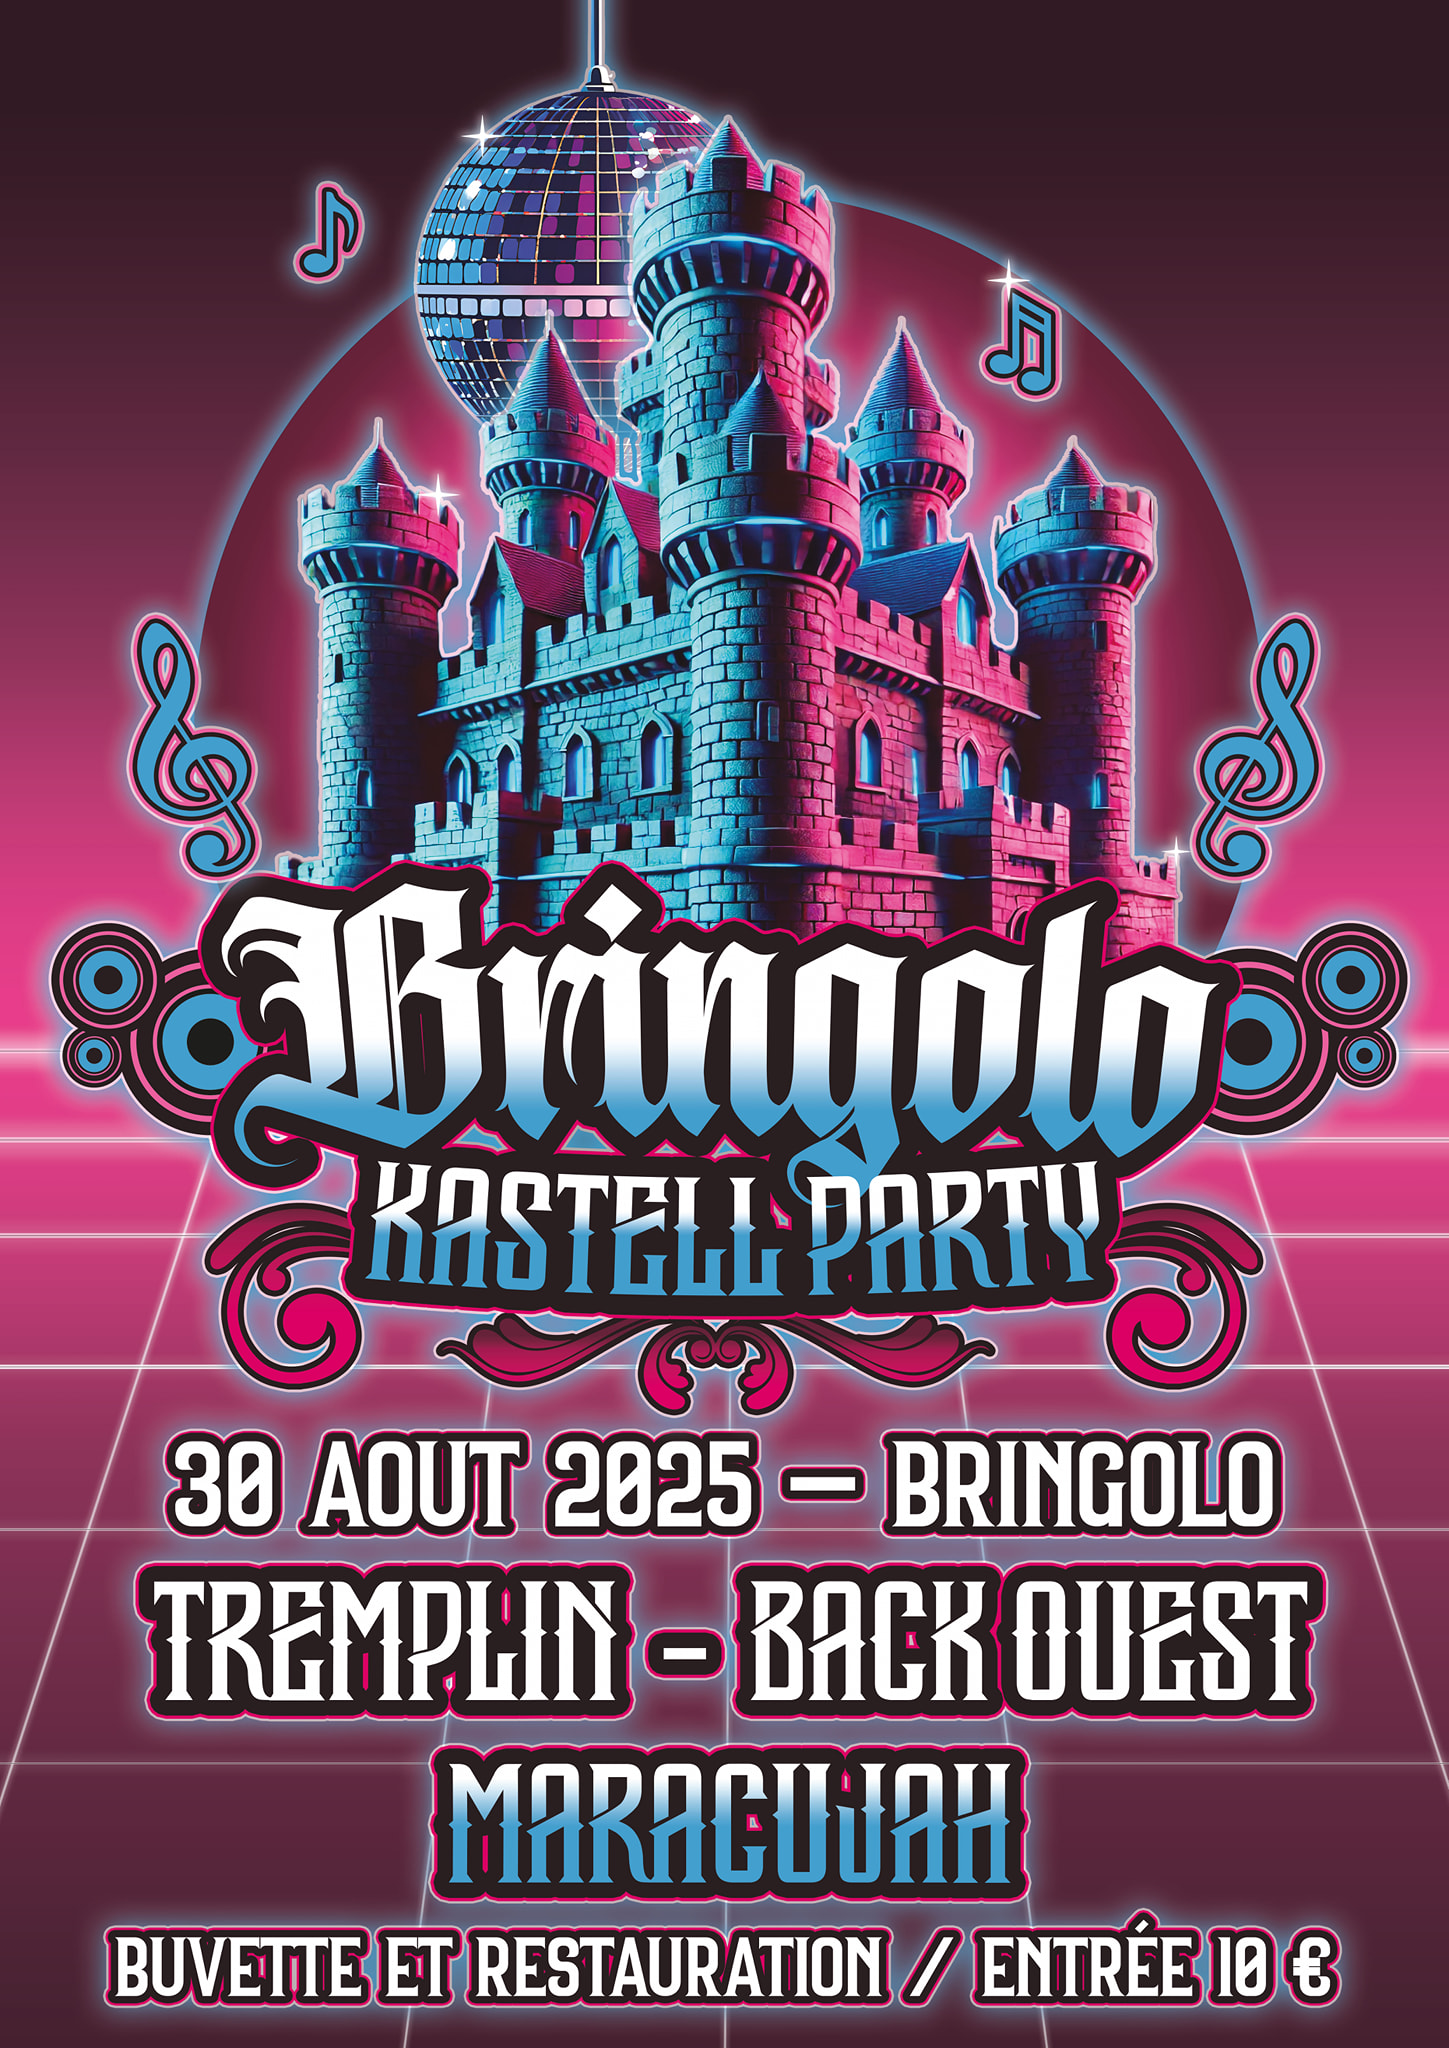 Bringolo
KASTELL PARTY
30 AOUT 2025 — BRINGOLO
TREMPLIN - BACK OUEST
MARACUJAH
BUVETTE ET RESTAURATION / ENTRÉE 10 €